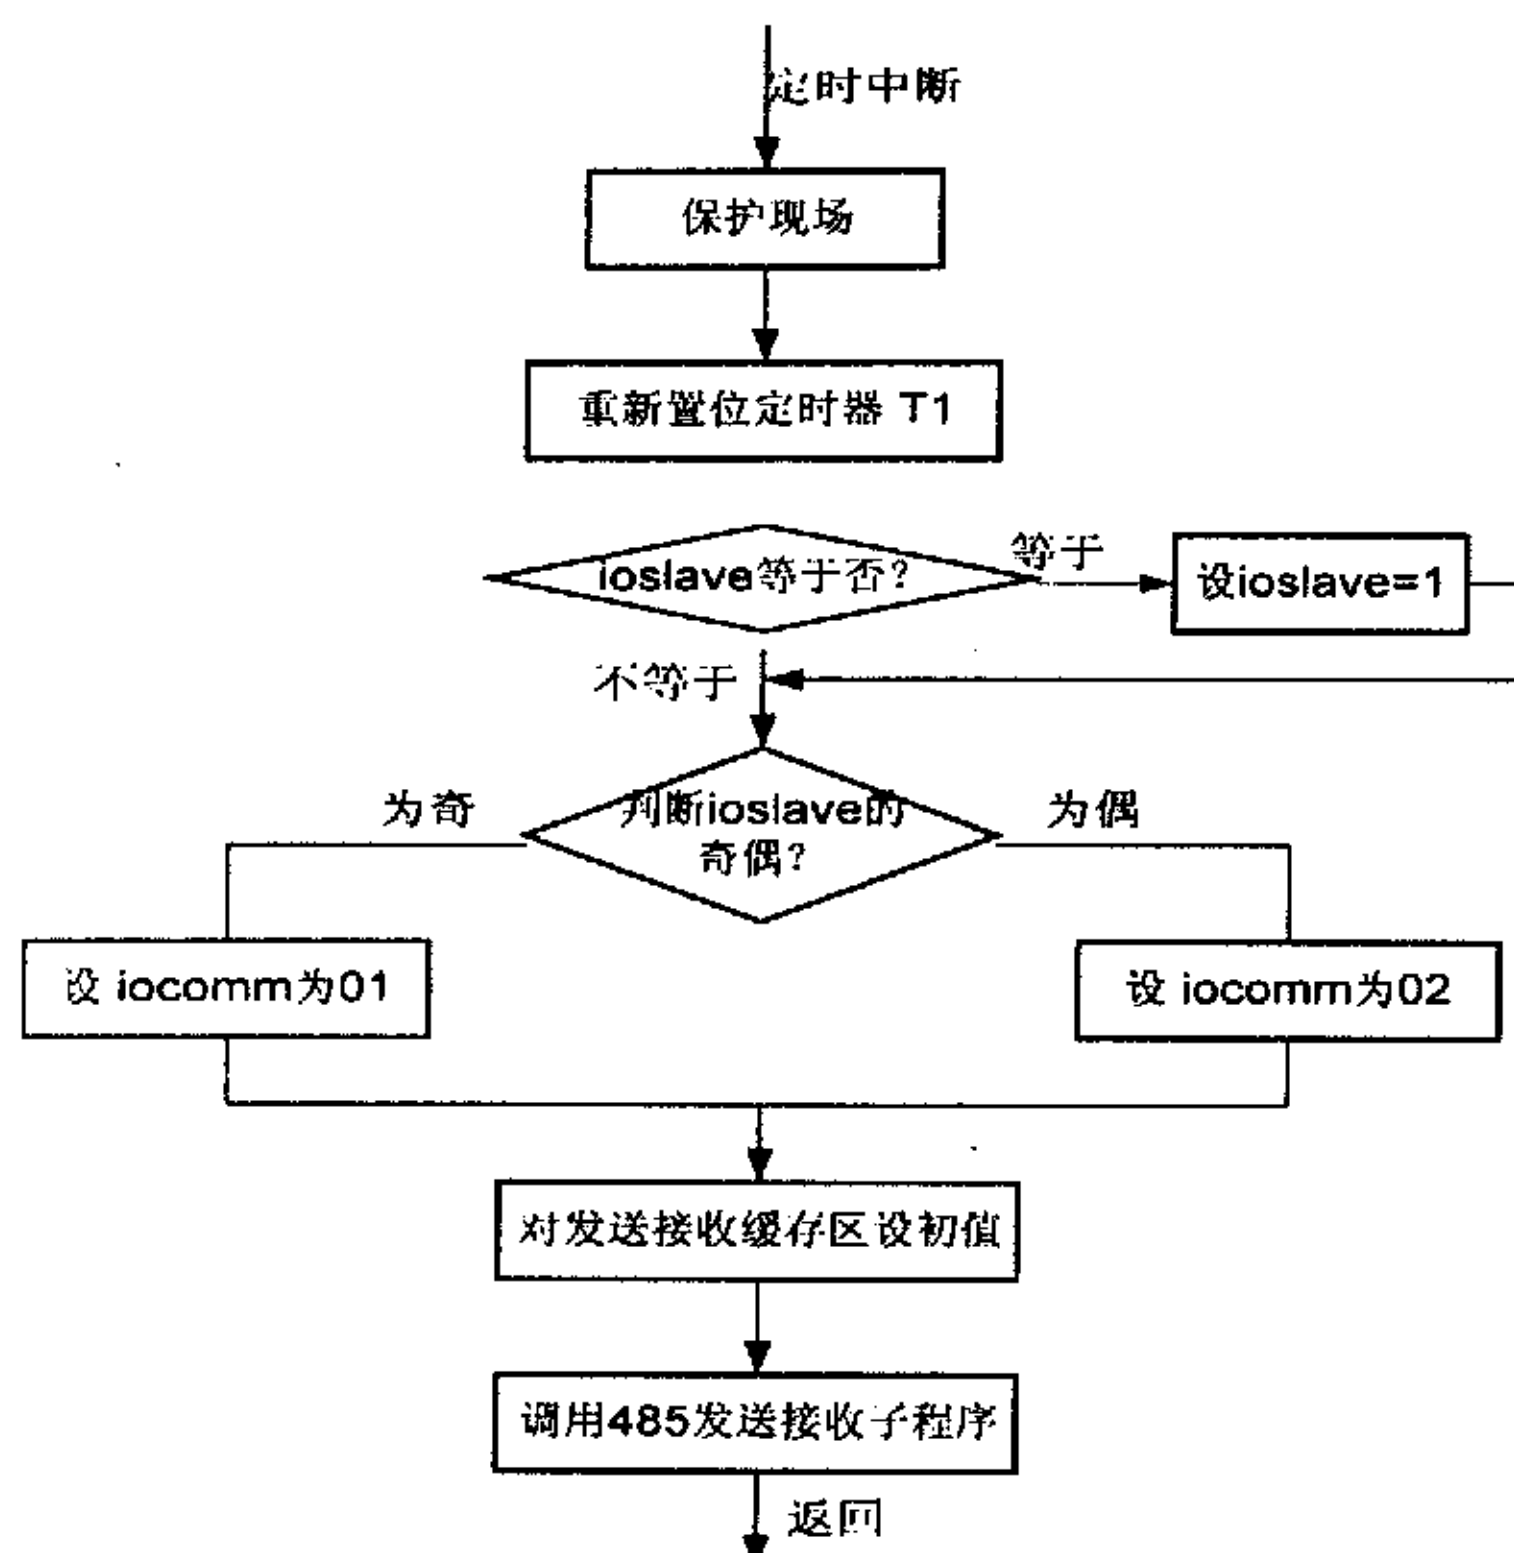 定时中断
保护现场
重新置位定时器 T1
ioslave等于否?
等于
设ioslave=1
不等于
为奇
判断ioslave的
奇偶?
为偶
设 iocomm为01
设 iocomm为02
对发送接收缓存区设初值
调用485发送接收子程序
返回